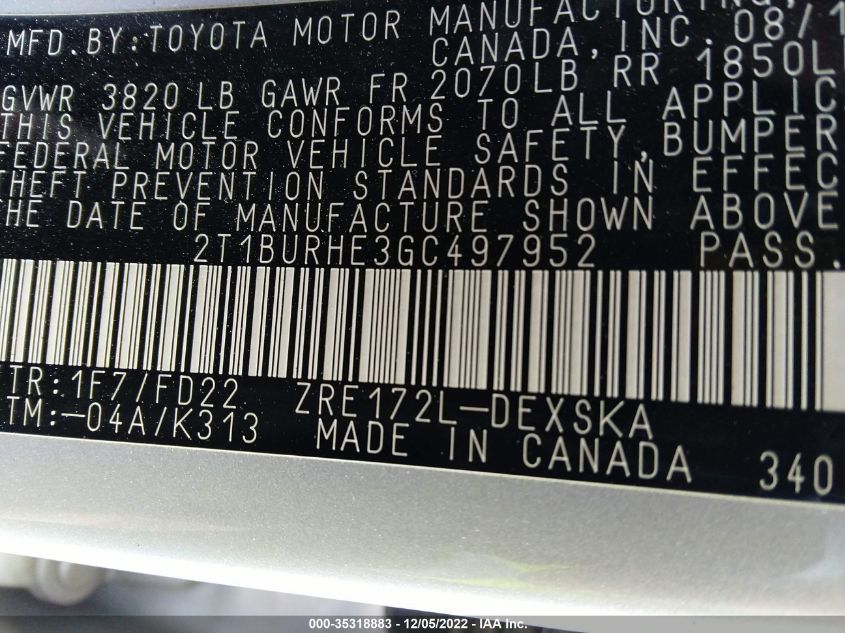 MFD.BY:TOYOTA MOTOR MANUFACTURING,
CANADA,INC. 08/1
GVWR 3820 LB GAWR FR 2070LB RR 1850L
THIS VEHICLE CONFORMS TO ALL APPLIC
FEDERAL MOTOR VEHICLE SAFETY,BUMPER
THEFT PREVENTION STANDARDS IN EFFEC
HE DATE OF MANUFACTURE SHOWN ABOVE
2T1BURHE3GC497952 PASS.
TR:1F7/FD22 ZRE172L-DEXSKA
TM:-04A/K313 MADE IN CANADA 340
000-35318883 - 12/05/2022 - IAA Inc.